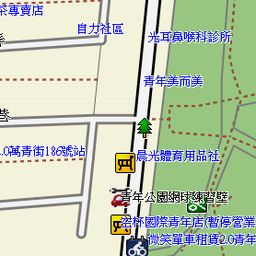 茶專賣店
自力社區
光耳鼻喉科診所
青年美而美
巷
晨光體育用品社
.0萬青街186號站
青年公園網球練習壁
空杯國際青年店(暫停營業
微笑單車租賃2.0青年